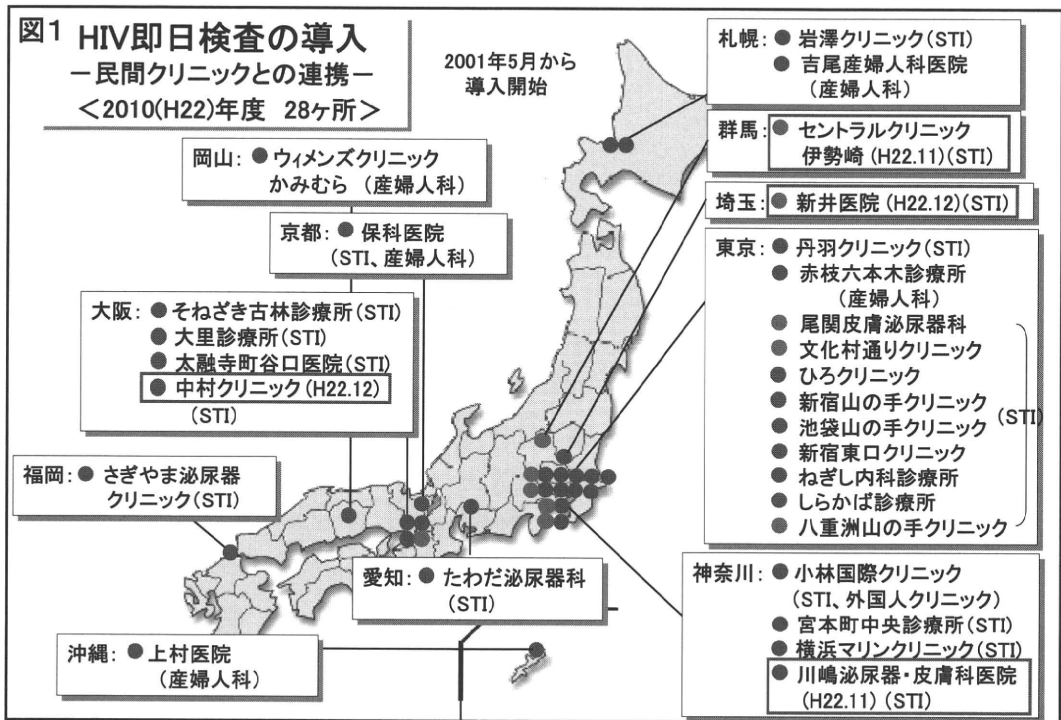 図1 HIV即日検査の導入
－民間クリニックとの連携－
＜2010(H22)年度 28ヶ所＞
2001年5月から
導入開始
札幌：● 岩澤クリニック(STI)
● 吉尾産婦人科医院
(産婦人科)
群馬：● セントラルクリニック
伊勢崎 (H22.11)(STI)
埼玉：● 新井医院 (H22.12)(STI)
東京：● 丹羽クリニック(STI)
● 赤枝六本木診療所
(産婦人科)
● 尾関皮膚泌尿器科
● 文化村通りクリニック
● ひろクリニック
● 新宿山の手クリニック
(STI)
● 池袋山の手クリニック
● 新宿東口クリニック
● ねぎし内科診療所
● しらかば診療所
● 八重洲山の手クリニック
神奈川：● 小林国際クリニック
(STI、外国人クリニック)
● 宮本町中央診療所(STI)
● 横浜マリンクリニック(STI)
● 川嶋泌尿器・皮膚科医院
(H22.11) (STI)
岡山：● ウィメンズクリニック
かみむら (産婦人科)
京都：● 保科医院
(STI、産婦人科)
大阪：● そねざき古林診療所(STI)
● 大里診療所(STI)
● 太融寺町谷口医院(STI)
● 中村クリニック(H22.12)
(STI)
福岡：● さぎやま泌尿器
クリニック(STI)
愛知：● たわだ泌尿器科
(STI)
沖縄：● 上村医院
(産婦人科)